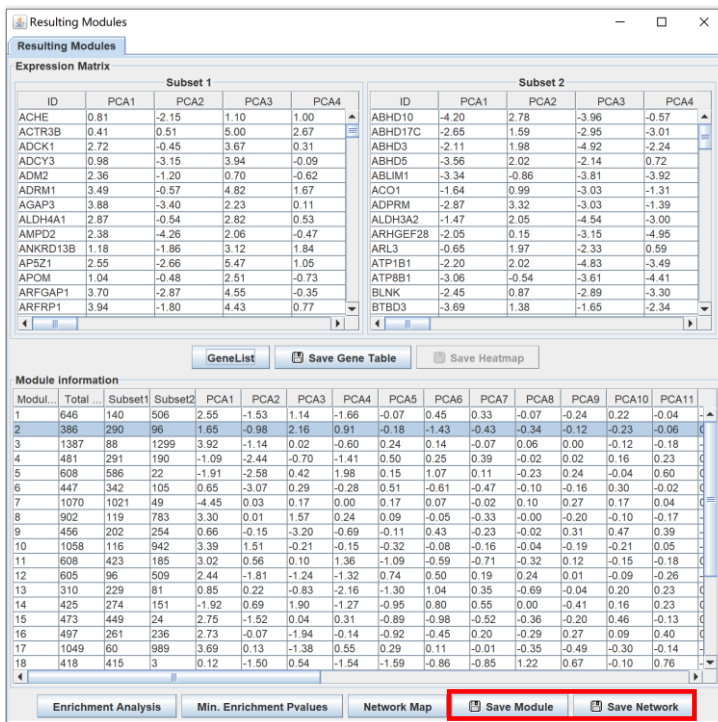 Resulting Modules
Resulting Modules
Expression Matrix
Subset 1
ID PCA1 PCA2 PCA3 PCA4
ACHE 0.81 -2.15 1.10 1.00
ACTR3B 0.41 0.51 5.00 2.67
ADCK1 2.72 -0.45 3.67 0.31
ADCY3 0.98 -3.15 3.94 -0.09
ADM2 2.36 -1.20 0.70 -0.62
ADRM1 3.49 -0.57 4.82 1.67
AGAP3 3.88 -3.40 2.23 0.11
ALDH4A1 2.87 -0.54 2.82 0.53
AMPD2 2.38 -4.26 2.06 -0.47
ANKRD13B 1.18 -1.86 3.12 1.84
AP5Z1 2.55 -2.66 5.47 1.05
APOM 1.04 -0.48 2.51 -0.73
ARFGAP1 3.70 -2.87 4.55 -0.35
ARFRP1 3.94 -1.80 4.43 0.77
Subset 2
ID PCA1 PCA2 PCA3 PCA4
ABHD10 -4.20 2.78 -3.96 -0.57
ABHD17C -2.65 1.59 -2.95 -3.01
ABHD3 -2.11 1.98 -4.92 -2.24
ABHD5 -3.56 2.02 -2.14 0.72
ABLIM1 -3.34 -0.86 -3.81 -3.92
ACO1 -1.64 0.99 -3.03 -1.31
ADPRM -2.87 3.32 -3.03 -1.39
ALDH3A2 -1.47 2.05 -4.54 -3.00
ARHGEF28 -2.05 0.15 -3.15 -4.95
ARL3 -0.65 1.97 -2.33 0.59
ATP1B1 -2.20 2.02 -4.83 -3.49
ATP8B1 -3.06 -0.54 -3.61 -4.41
BLNK -2.45 0.87 -2.89 -3.30
BTBD3 -3.69 1.38 -1.65 -2.34
GeneList Save Gene Table Save Heatmap
Module information
Modul... Total ... Subset1 Subset2 PCA1 PCA2 PCA3 PCA4 PCA5 PCA6 PCA7 PCA8 PCA9 PCA10 PCA11
1 646 140 506 2.55 -1.53 1.14 -1.66 -0.07 0.45 0.33 -0.07 -0.24 0.22 -0.04
2 386 290 96 1.65 -0.98 2.16 0.91 -0.18 -1.43 -0.43 -0.34 -0.12 -0.23 -0.06
3 1387 88 1299 3.92 -1.14 0.02 -0.60 0.24 0.14 -0.07 0.06 0.00 -0.12 -0.18
4 481 291 190 -1.09 -2.44 -0.70 -1.41 0.50 0.25 0.39 -0.02 0.02 0.16 0.23
5 608 586 22 -1.91 -2.58 0.42 1.98 0.15 1.07 0.11 -0.23 0.24 -0.04 0.60
6 447 342 105 0.65 -3.07 0.29 -0.28 0.51 -0.61 -0.47 -0.10 -0.16 0.30 -0.02
7 1070 1021 49 -4.45 0.03 0.17 0.00 0.17 0.07 -0.02 0.10 0.27 0.17 0.04
8 902 119 783 3.30 0.01 1.57 0.24 0.09 -0.05 -0.33 -0.00 -0.20 -0.10 -0.17
9 456 202 254 0.66 -0.15 -3.20 -0.69 -0.11 0.43 -0.23 -0.02 0.31 0.47 0.39
10 1058 116 942 3.39 1.51 -0.21 -0.15 -0.32 -0.08 -0.16 -0.04 -0.19 -0.21 0.05
11 608 423 185 3.02 0.56 0.10 1.36 -1.09 -0.59 -0.71 -0.32 0.12 -0.15 -0.18
12 605 96 509 2.44 -1.81 -1.24 -1.32 0.74 0.50 0.19 0.24 0.01 -0.09 -0.26
13 310 229 81 0.85 0.22 -0.83 -2.16 -1.30 1.04 0.35 -0.69 -0.04 0.20 0.23
14 425 274 151 -1.92 0.69 1.90 -1.27 -0.95 0.80 0.55 0.00 -0.41 0.16 0.23
15 473 449 24 2.75 -1.52 0.04 0.31 -0.89 -0.98 -0.52 -0.36 -0.20 0.46 -0.13
16 497 261 236 2.73 -0.07 -1.94 -0.14 -0.92 -0.45 0.20 -0.29 0.27 0.09 0.40
17 1049 60 989 3.69 0.13 -1.38 0.55 0.29 0.11 -0.01 -0.35 -0.49 -0.30 -0.14
18 418 415 3 0.12 -1.50 0.54 -1.54 -1.59 -0.86 -0.85 1.22 0.67 -0.10 0.76
Enrichment Analysis Min. Enrichment Pvalues Network Map Save Module Save Network